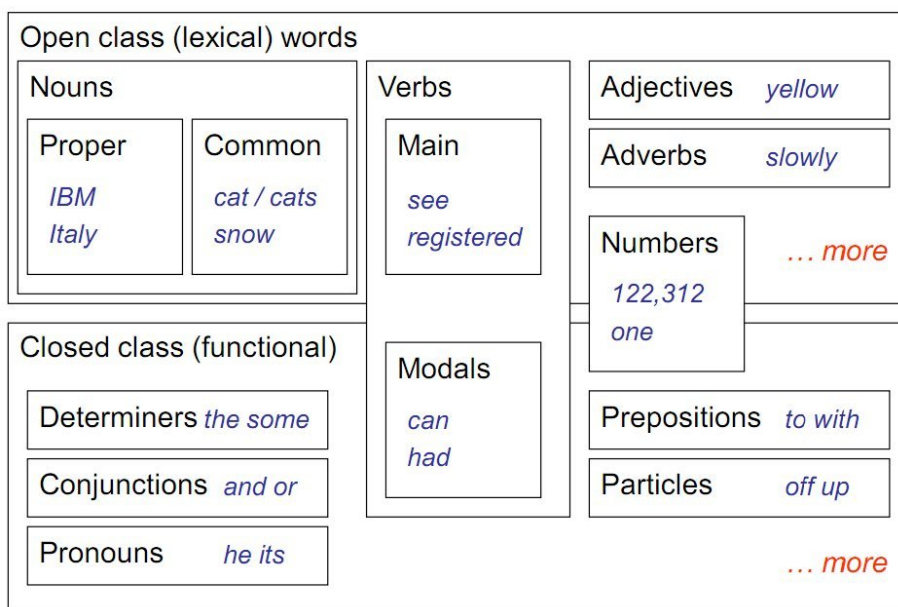 Open class (lexical) words
Nouns
Proper
IBM
Italy
Common
cat / cats
snow
Verbs
Main
see
registered
Adjectives yellow
Adverbs slowly
Numbers
122,312
one
… more
Closed class (functional)
Determiners the some
Conjunctions and or
Pronouns he its
Modals
can
had
Prepositions to with
Particles off up
… more